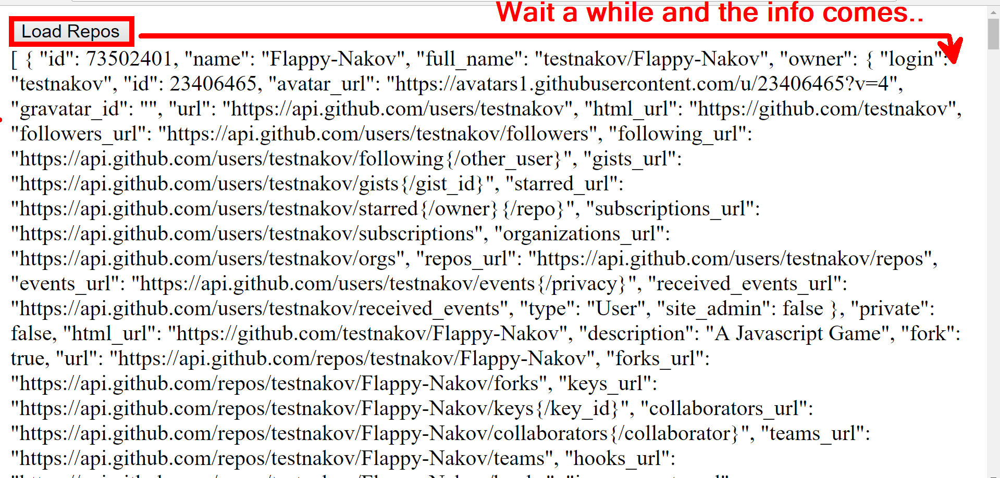 Wait a while and the info comes..
Load Repos
[ { "id": 73502401, "name": "Flappy-Nakov", "full_name": "testnakov/Flappy-Nakov", "owner": { "login":
"testnakov", "id": 23406465, "avatar_url": "https://avatars1.githubusercontent.com/u/23406465?v=4",
"gravatar_id": "", "url": "https://api.github.com/users/testnakov", "html_url": "https://github.com/testnakov",
"followers_url": "https://api.github.com/users/testnakov/followers", "following_url":
"https://api.github.com/users/testnakov/following{/other_user}", "gists_url":
"https://api.github.com/users/testnakov/gists{/gist_id}", "starred_url":
"https://api.github.com/users/testnakov/starred{/owner}{/repo}", "subscriptions_url":
"https://api.github.com/users/testnakov/subscriptions", "organizations_url":
"https://api.github.com/users/testnakov/orgs", "repos_url": "https://api.github.com/users/testnakov/repos",
"events_url": "https://api.github.com/users/testnakov/events{/privacy}", "received_events_url":
"https://api.github.com/users/testnakov/received_events", "type": "User", "site_admin": false }, "private":
false, "html_url": "https://github.com/testnakov/Flappy-Nakov", "description": "A Javascript Game", "fork":
true, "url": "https://api.github.com/repos/testnakov/Flappy-Nakov", "forks_url":
"https://api.github.com/repos/testnakov/Flappy-Nakov/forks", "keys_url":
"https://api.github.com/repos/testnakov/Flappy-Nakov/keys{/key_id}", "collaborators_url":
"https://api.github.com/repos/testnakov/Flappy-Nakov/collaborators{/collaborator}", "teams_url":
"https://api.github.com/repos/testnakov/Flappy-Nakov/teams", "hooks_url":